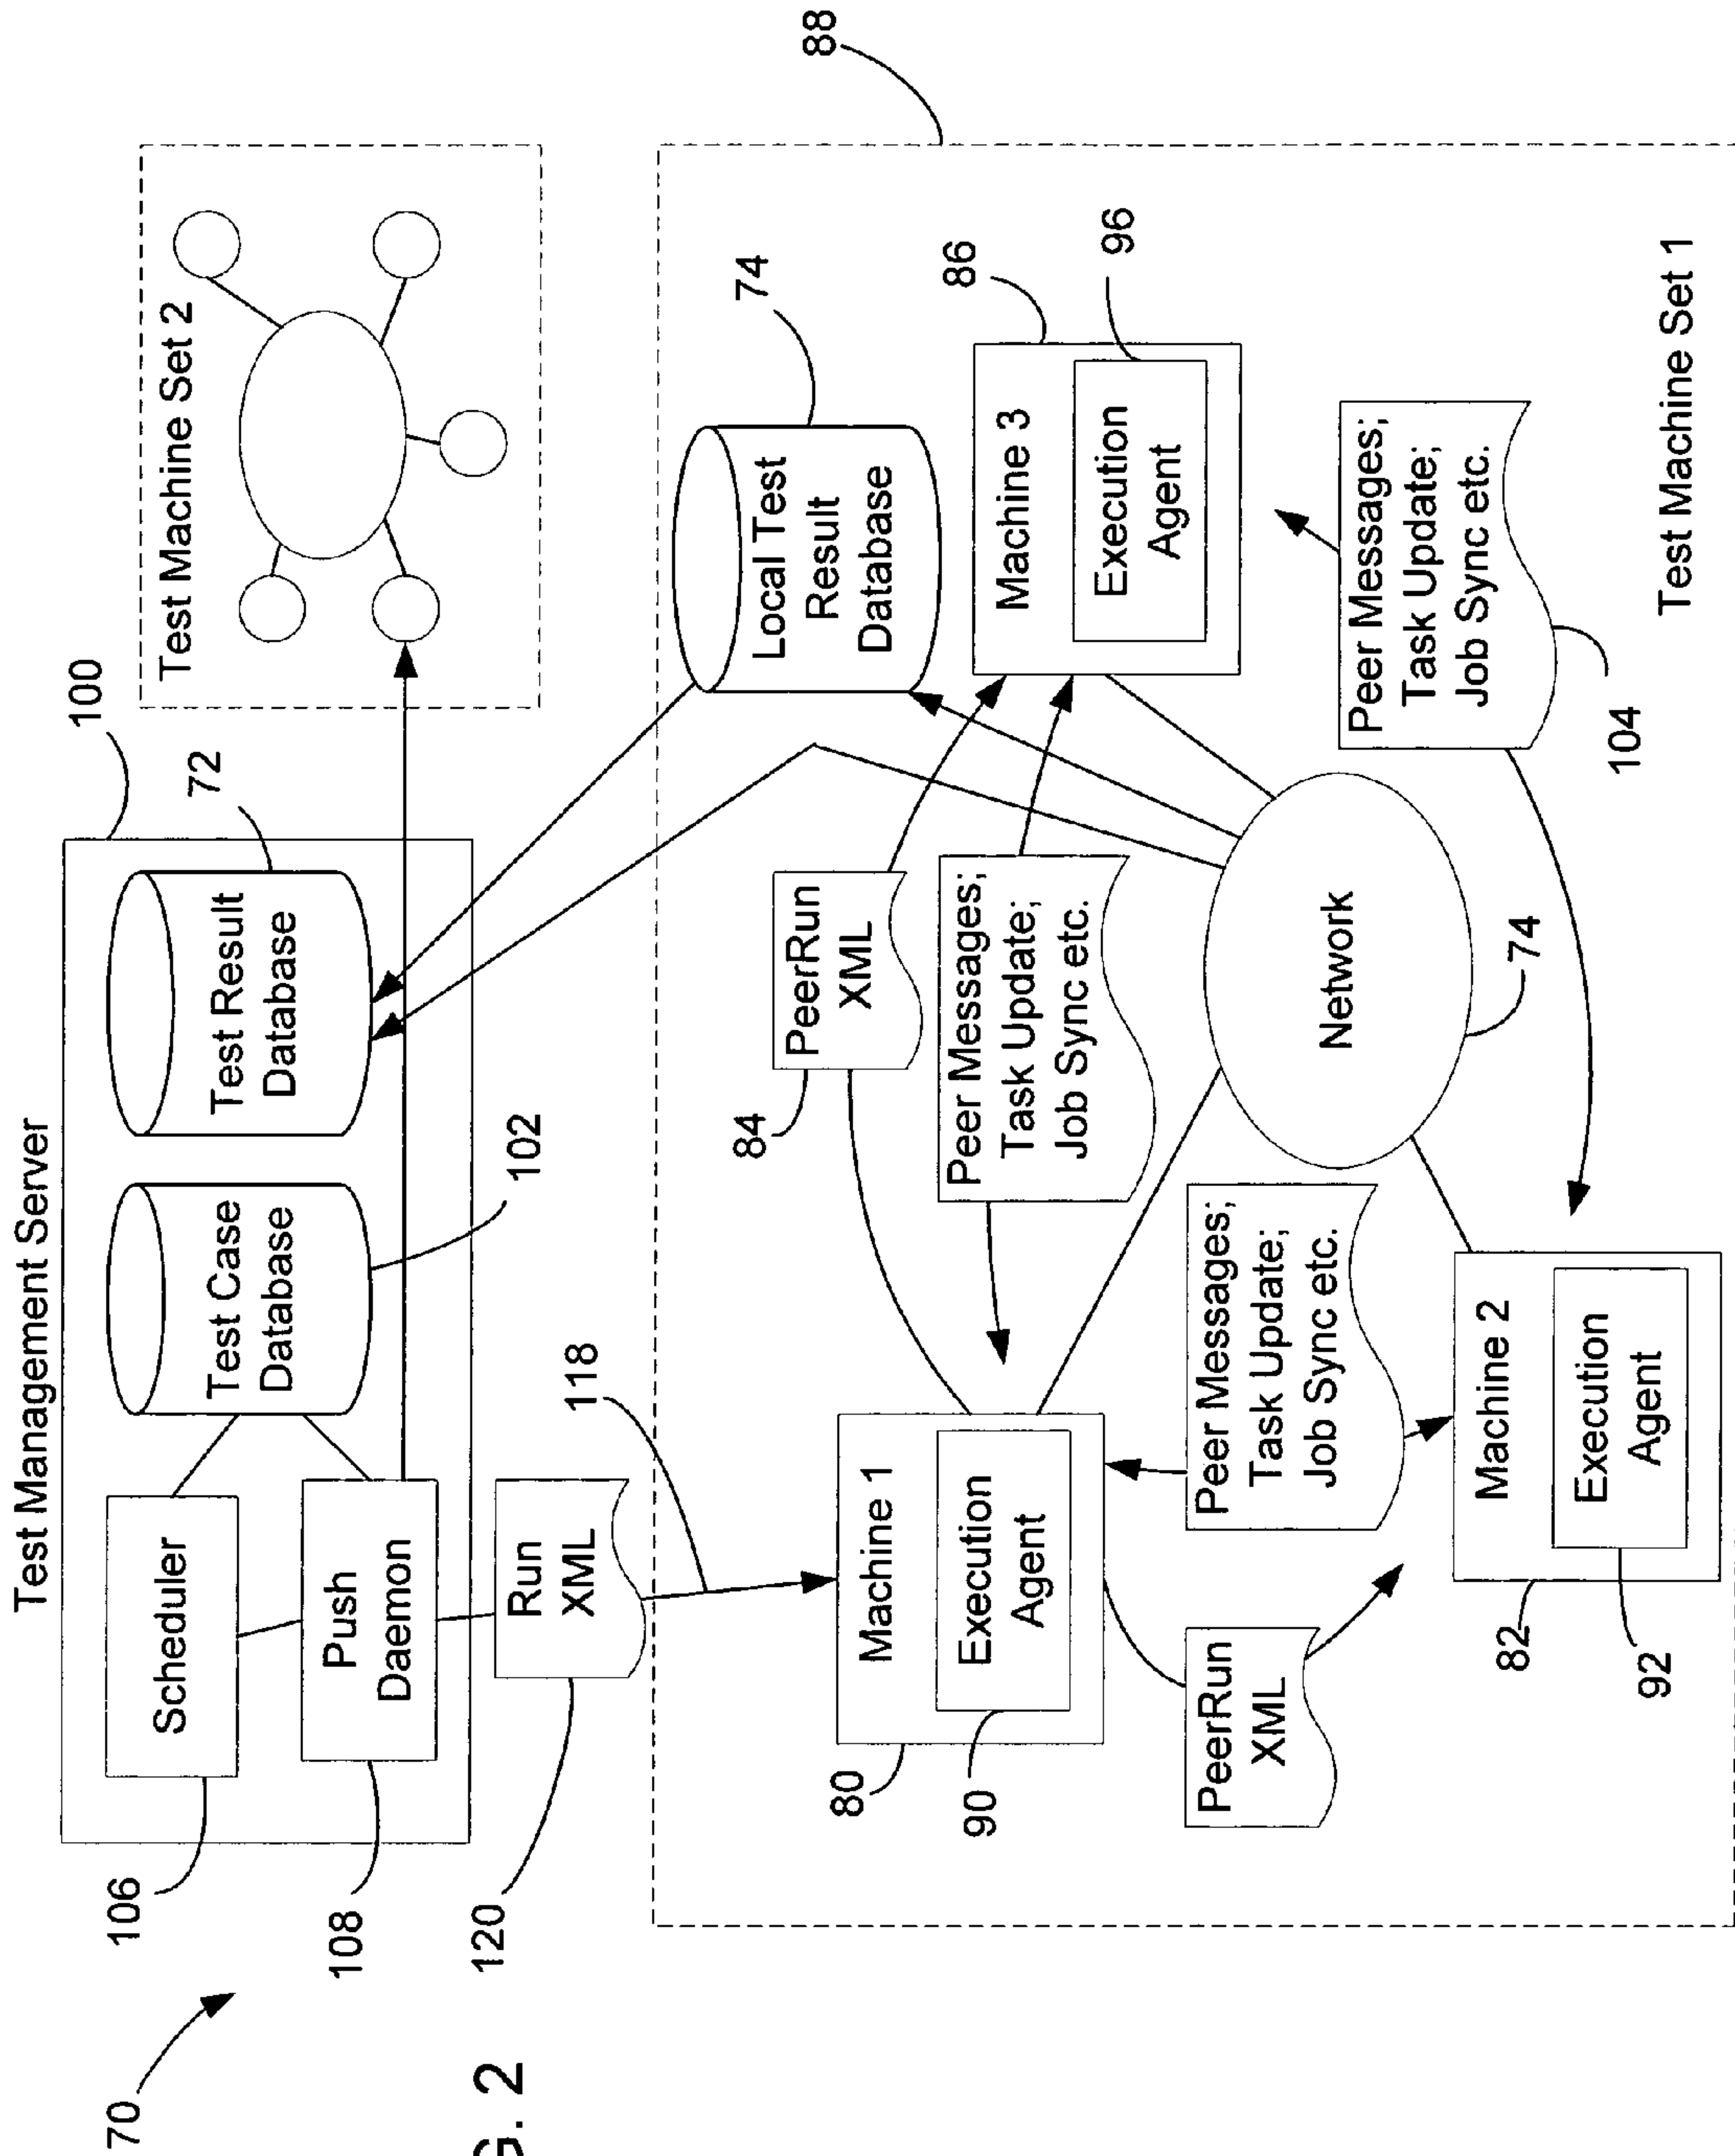 Test Management Server
100
106
Scheduler
108
Push
Daemon
Test Case
Database
102
Test Result
Database
72
Test Machine Set 2
70
120
Run
XML
118
88
80
Machine 1
Execution
Agent
90
84
PeerRun
XML
Peer Messages;
Task Update;
Job Sync etc.
Local Test
Result
Database
74
86
Machine 3
Execution
Agent
96
PeerRun
XML
Peer Messages;
Task Update;
Job Sync etc.
Network
74
Peer Messages;
Task Update;
Job Sync etc.
104
82
Machine 2
Execution
Agent
92
Test Machine Set 1
G. 2